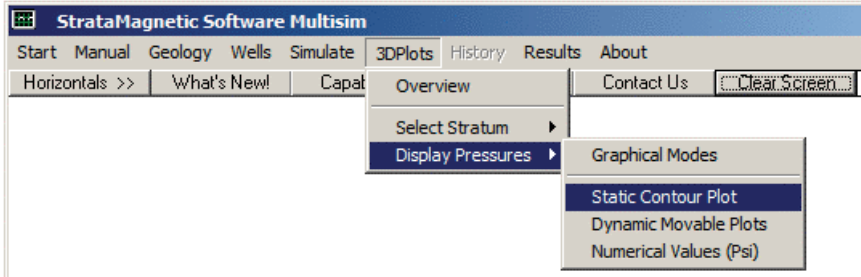 StrataMagnetic Software Multisim
Start Manual Geology Wells Simulate 3DPlots History Results About
Horizontals >> What's New! Contact Us Clear Screen
Overview
Select Stratum
Display Pressures
Graphical Modes
Static Contour Plot
Dynamic Movable Plots
Numerical Values (Psi)